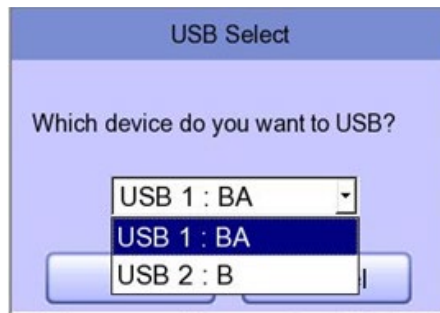 USB Select
Which device do you want to USB?
USB 1 : BA
USB 1 : BA
USB 2 : B